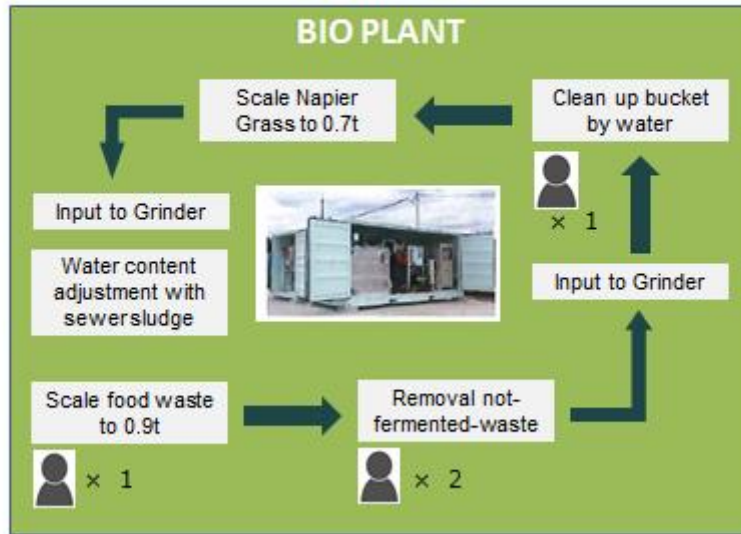 BIO PLANT
Scale Napier
Grass to 0.7t
Clean up bucket
by water
× 1
Input to Grinder
Water content
adjustment with
sewersludge
Input to Grinder
Scale food waste
to 0.9t
× 1
Removal not-
fermented-waste
× 2